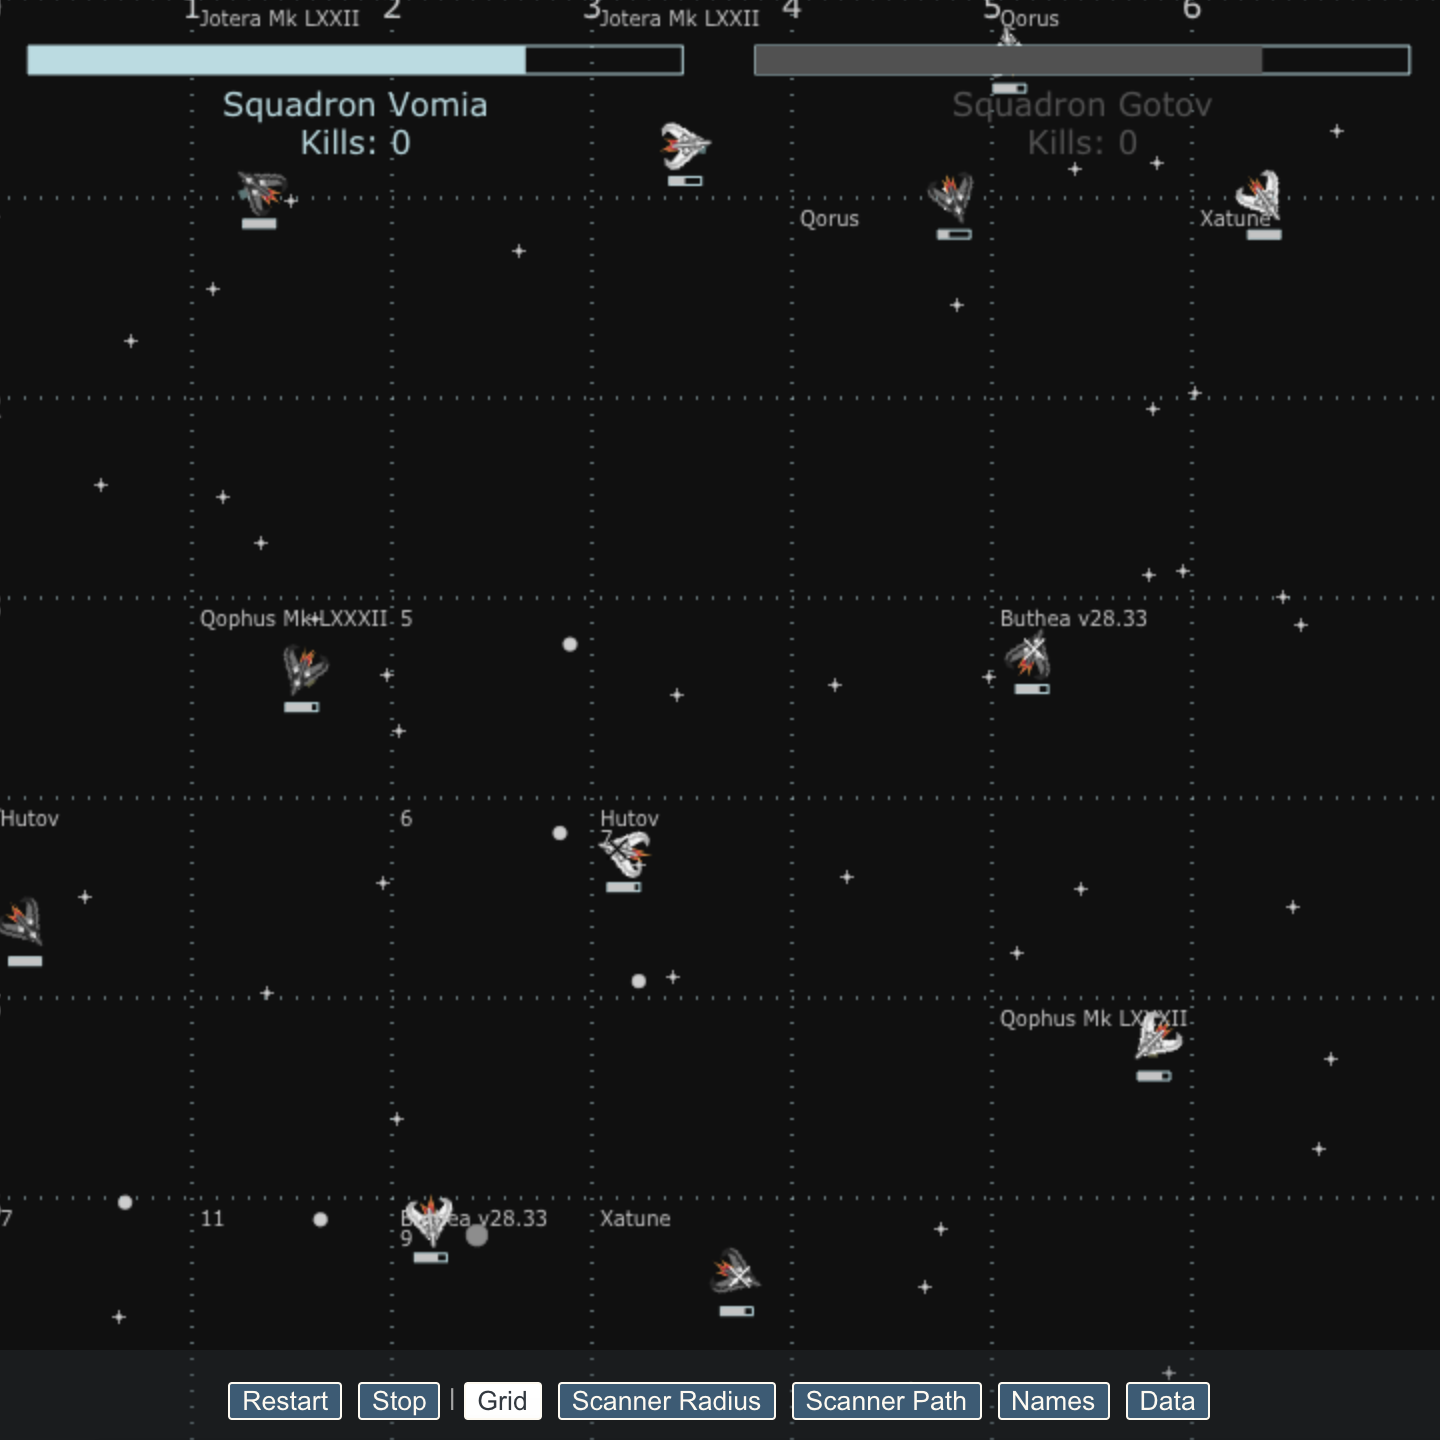 1 2 3 4 5 6
Jotera Mk LXXII Jotera Mk LXXII Qorus
Squadron Vomia
Kills: 0
Squadron Gotov
Kills: 0
Qorus Xatune
Qophus Mk LXXXII 5 Buthea v28.33
Hutov 6 Hutov
7
Qophus Mk LXXXII
7 11 Buthea v28.33 Xatune
9
Restart Stop | Grid Scanner Radius Scanner Path Names Data